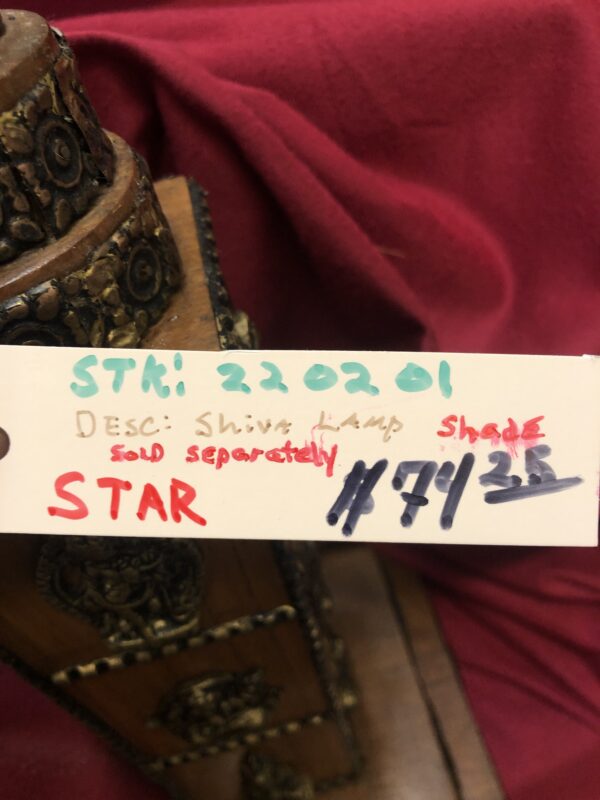 STK: 220201
DESC: Shiva LAMP Shade
SOLD separately
STAR $74 25